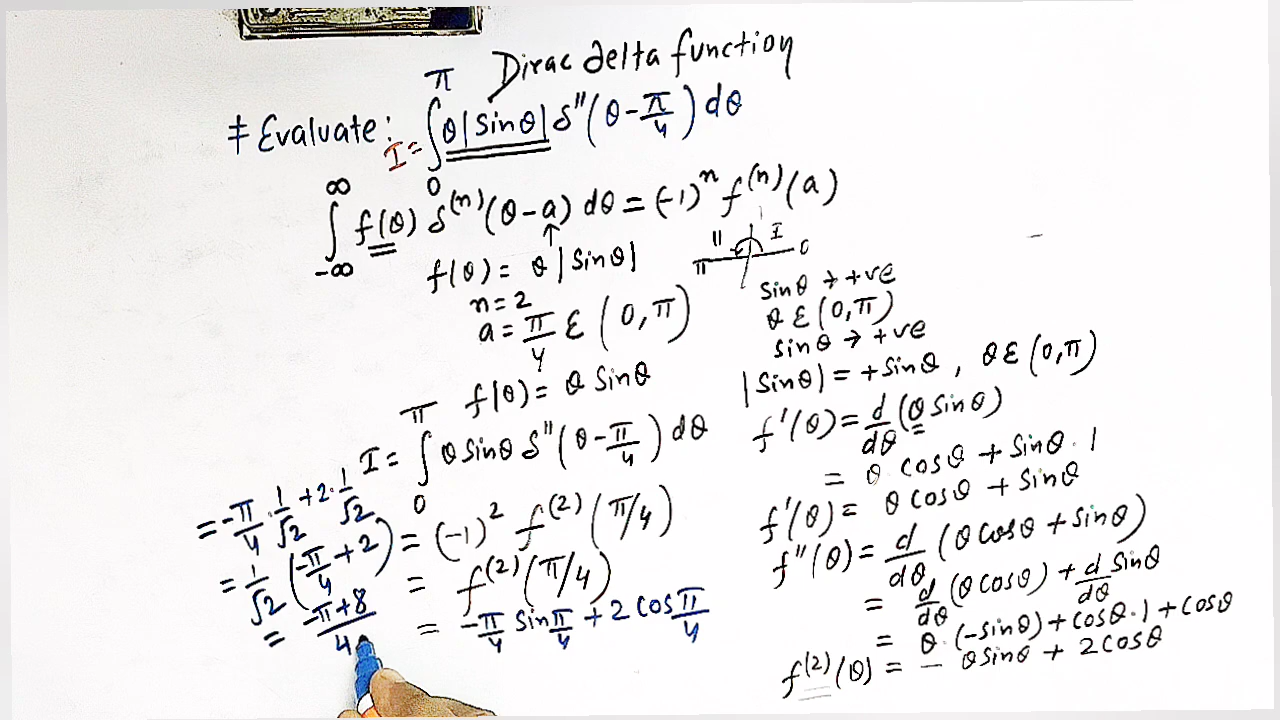 Dirac delta function
# Evaluate: I = ∫₀^π θ|sinθ| δ''(θ - π/4) dθ
∫_{-∞}^{∞} f(θ) δ^(n)(θ-a) dθ = (-1)^n f^(n)(a)
f(θ) = θ |sinθ|
n = 2
a = π/4 ε (0, π)
f(θ) = θ sinθ
I = ∫₀^π θ sinθ δ''(θ - π/4) dθ
= (-1)² f^(2)(π/4)
= f^(2)(π/4)
= -π/4 sin π/4 + 2 cos π/4
= -π/4 · 1/√2 + 2 · 1/√2
= 1/√2 (-π/4 + 2)
= -π+8/4
II I
π 0
sinθ → +ve
θ ε (0, π)
sinθ → +ve
|sinθ| = + sinθ , θ ε (0, π)
f'(θ) = d/dθ (θ sinθ)
= θ cosθ + sinθ · 1
f'(θ) = θ cosθ + sinθ
f''(θ) = d/dθ (θ cosθ + sinθ)
= d/dθ (θ cosθ) + d/dθ sinθ
= θ · (-sinθ) + cosθ · 1 + cosθ
f^(2)(θ) = - θ sinθ + 2 cosθ